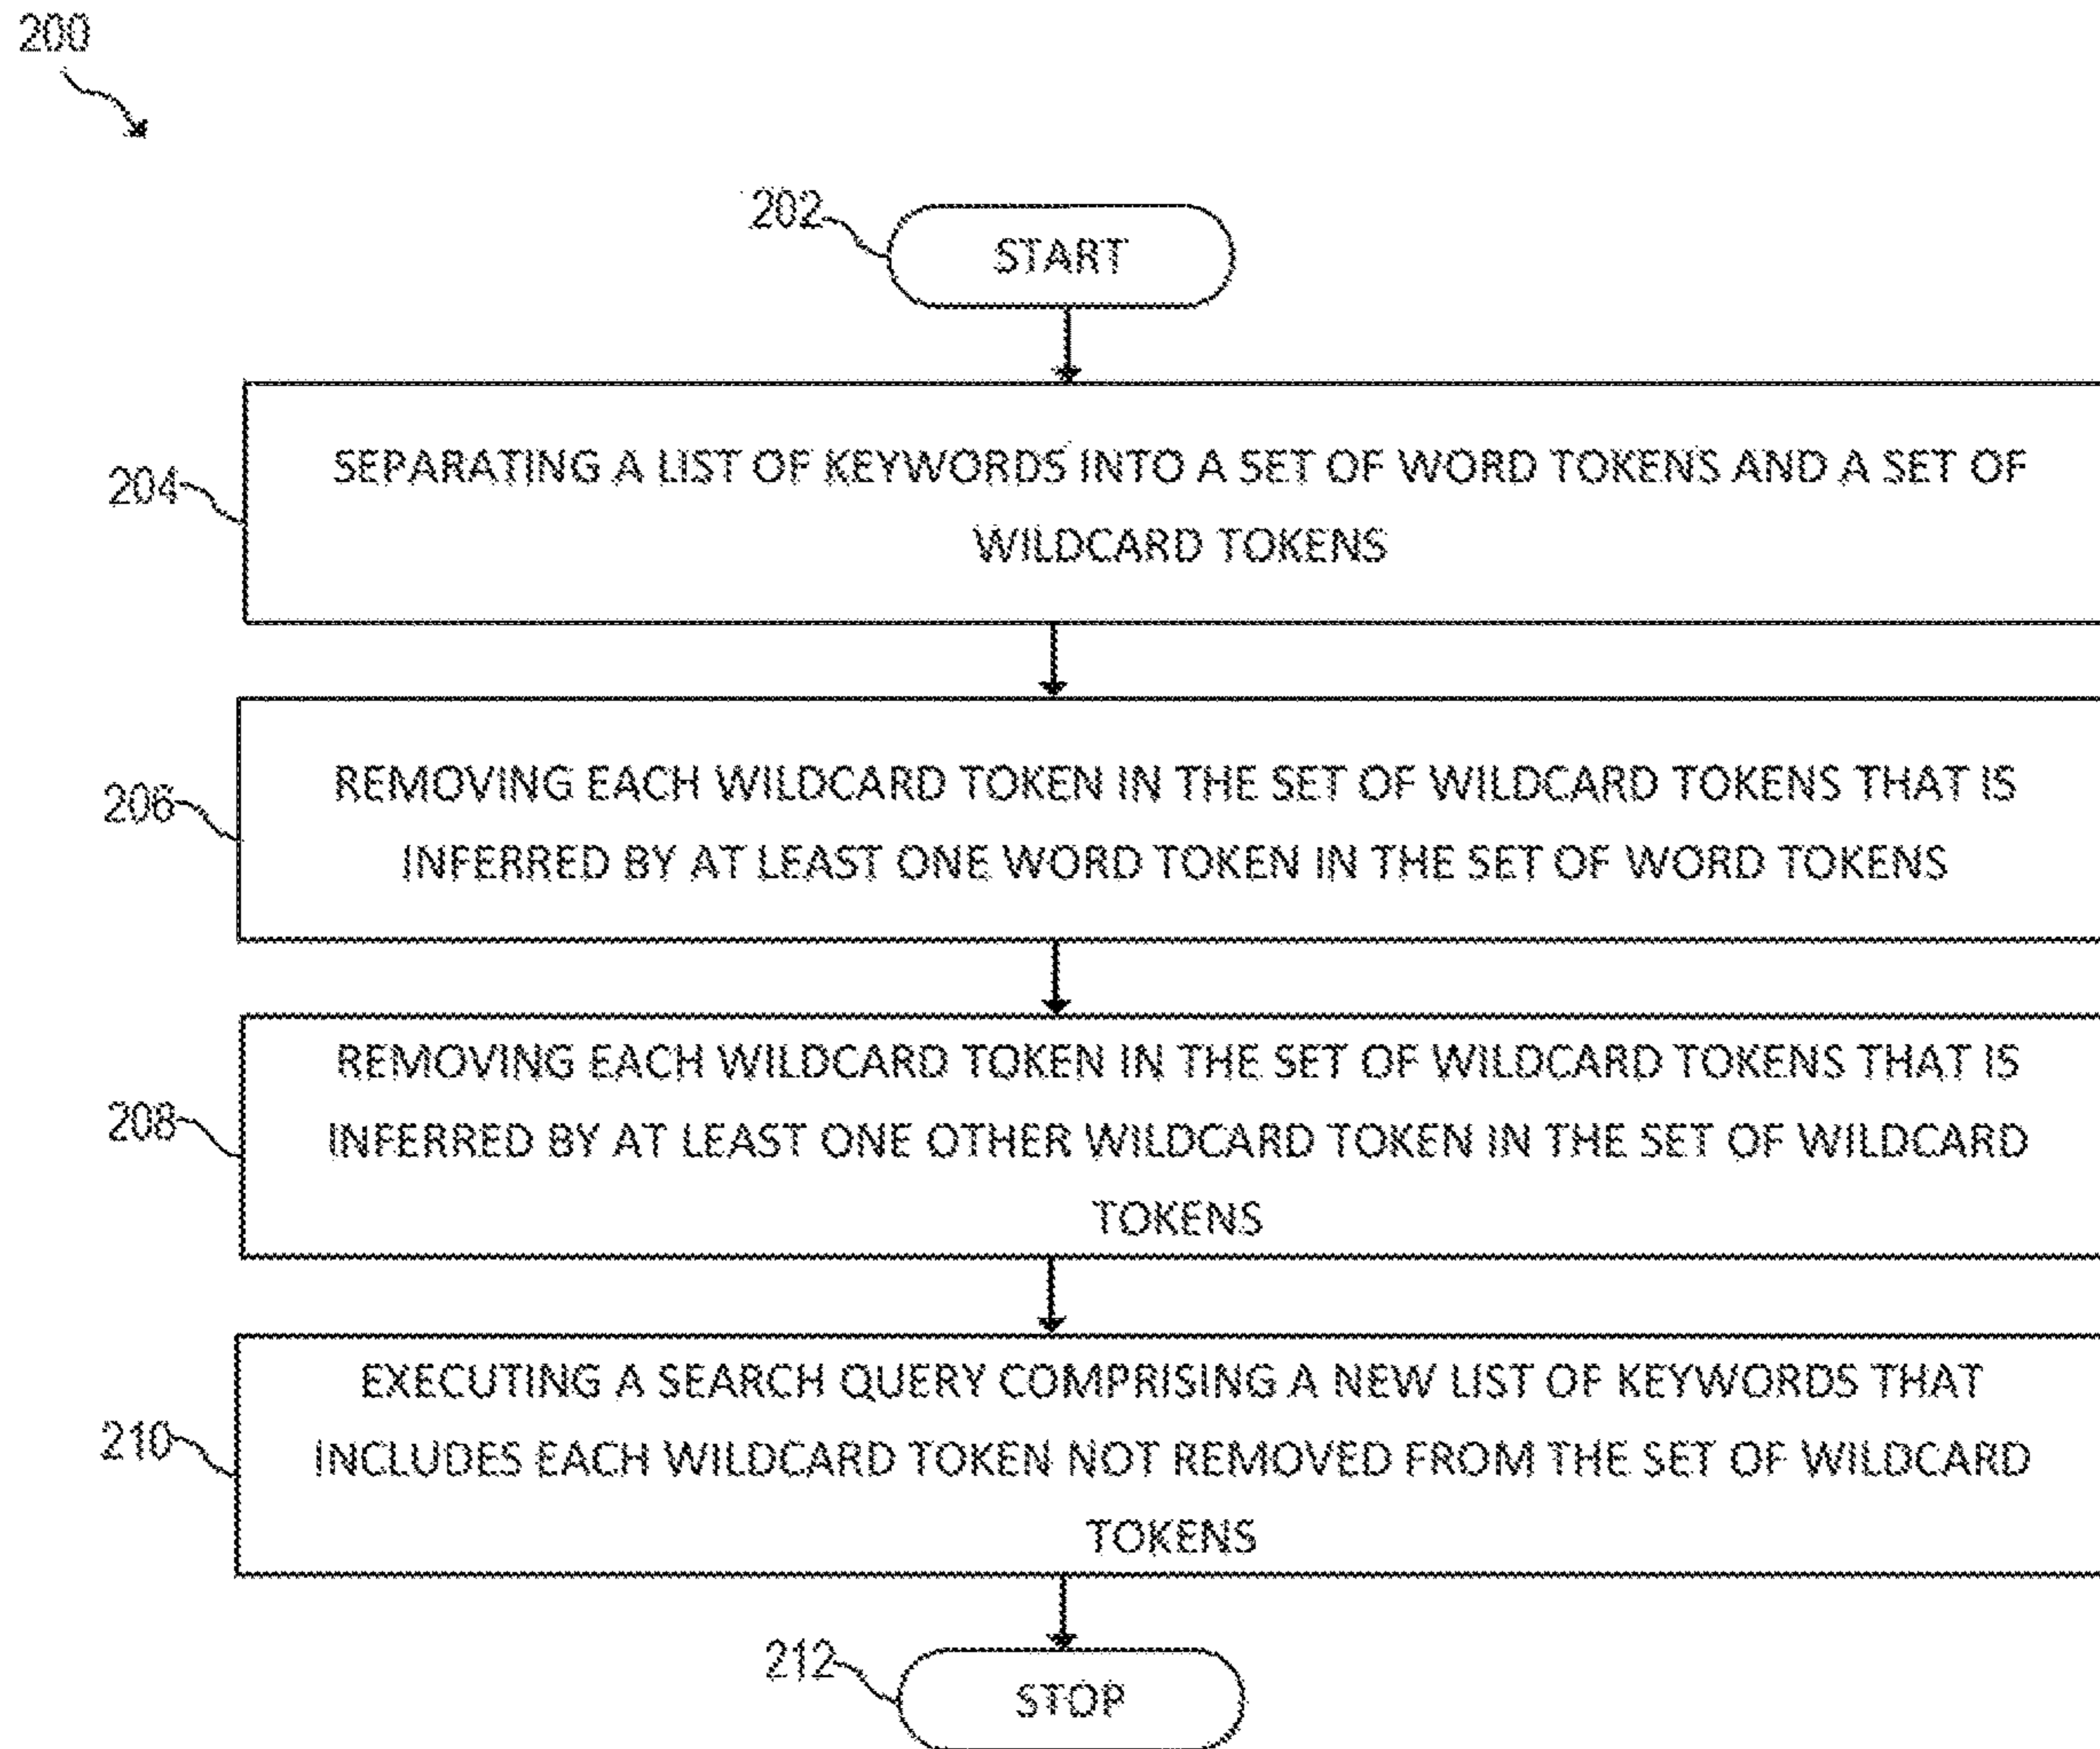 200
202
START
204
SEPARATING A LIST OF KEYWORDS INTO A SET OF WORD TOKENS AND A SET OF
WILDCARD TOKENS
206
REMOVING EACH WILDCARD TOKEN IN THE SET OF WILDCARD TOKENS THAT IS
INFERRED BY AT LEAST ONE WORD TOKEN IN THE SET OF WORD TOKENS
208
REMOVING EACH WILDCARD TOKEN IN THE SET OF WILDCARD TOKENS THAT IS
INFERRED BY AT LEAST ONE OTHER WILDCARD TOKEN IN THE SET OF WILDCARD
TOKENS
210
EXECUTING A SEARCH QUERY COMPRISING A NEW LIST OF KEYWORDS THAT
INCLUDES EACH WILDCARD TOKEN NOT REMOVED FROM THE SET OF WILDCARD
TOKENS
212
STOP